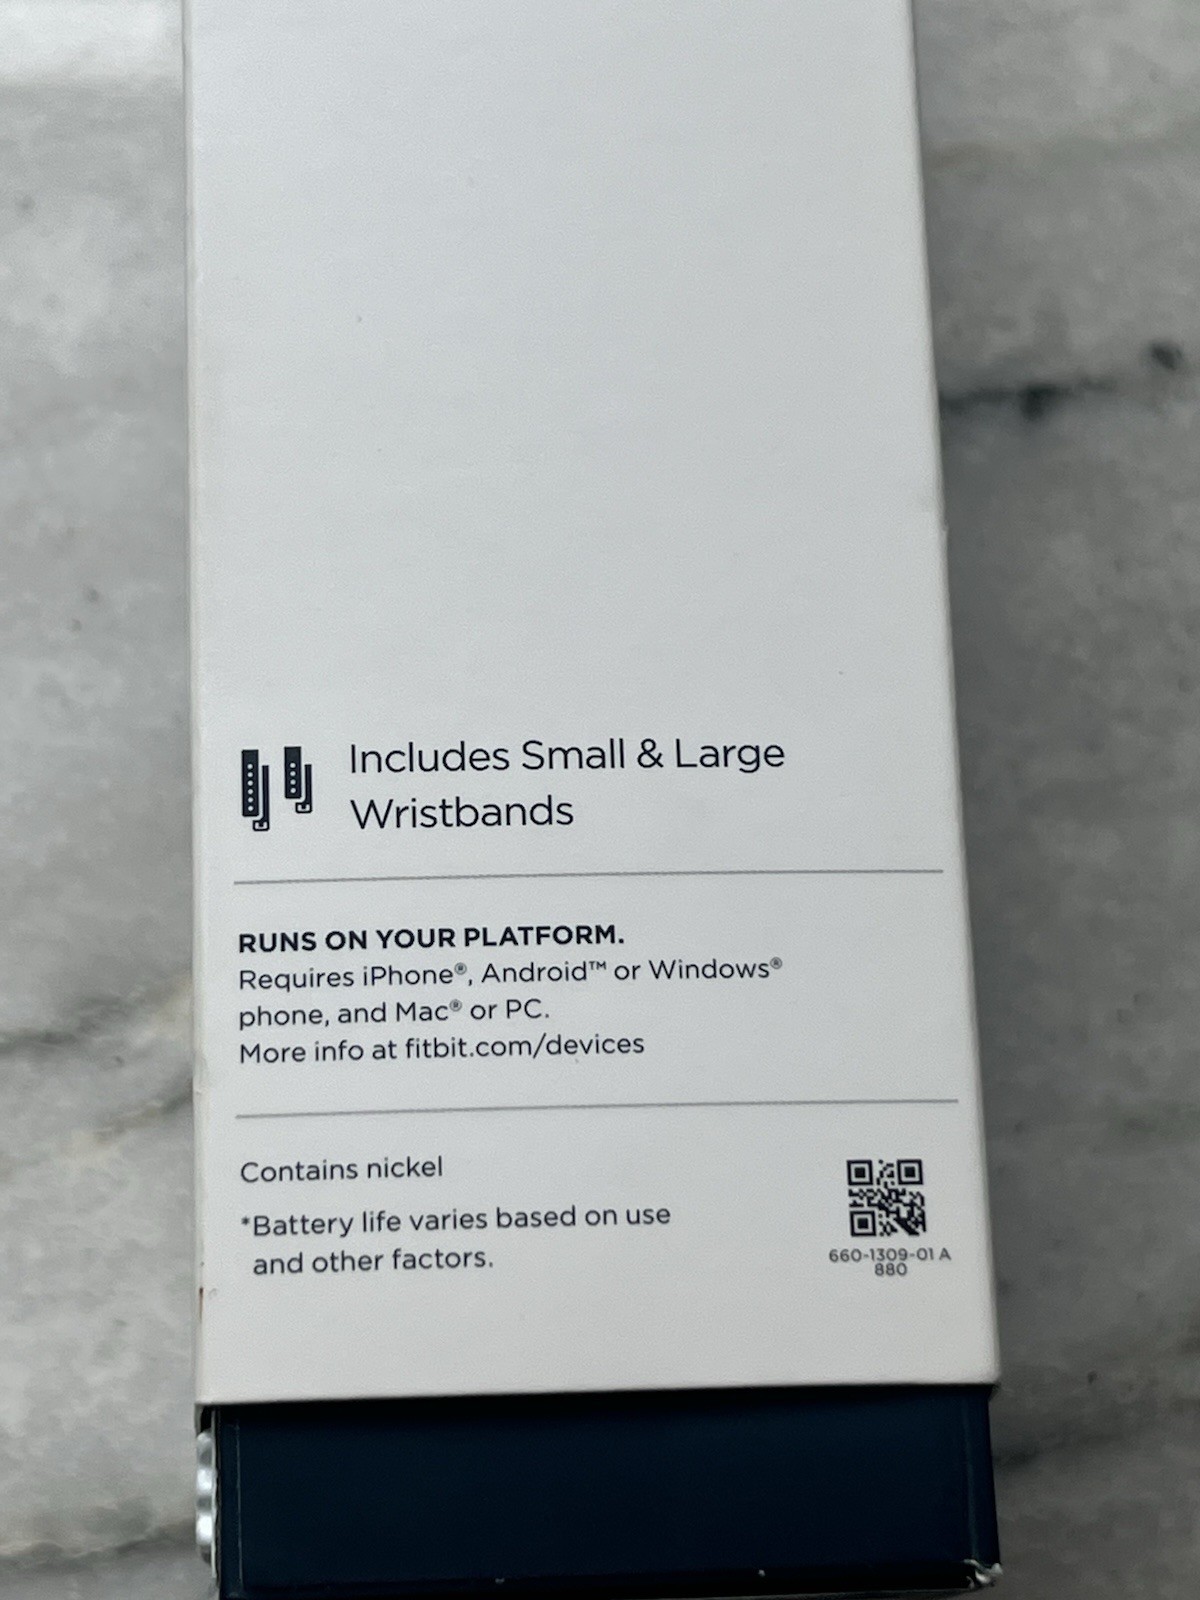 Includes Small & Large
Wristbands
RUNS ON YOUR PLATFORM.
Requires iPhone®, Android™ or Windows®
phone, and Mac® or PC.
More info at fitbit.com/devices
Contains nickel
*Battery life varies based on use
and other factors.
660-1309-01 A
880